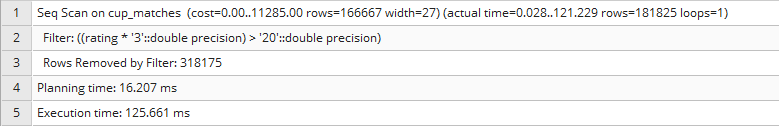 1 Seq Scan on cup_matches (cost=0.00..11285.00 rows=166667 width=27) (actual time=0.028..121.229 rows=181825 loops=1)
2 Filter: ((rating * '3'::double precision) > '20'::double precision)
3 Rows Removed by Filter: 318175
4 Planning time: 16.207 ms
5 Execution time: 125.661 ms